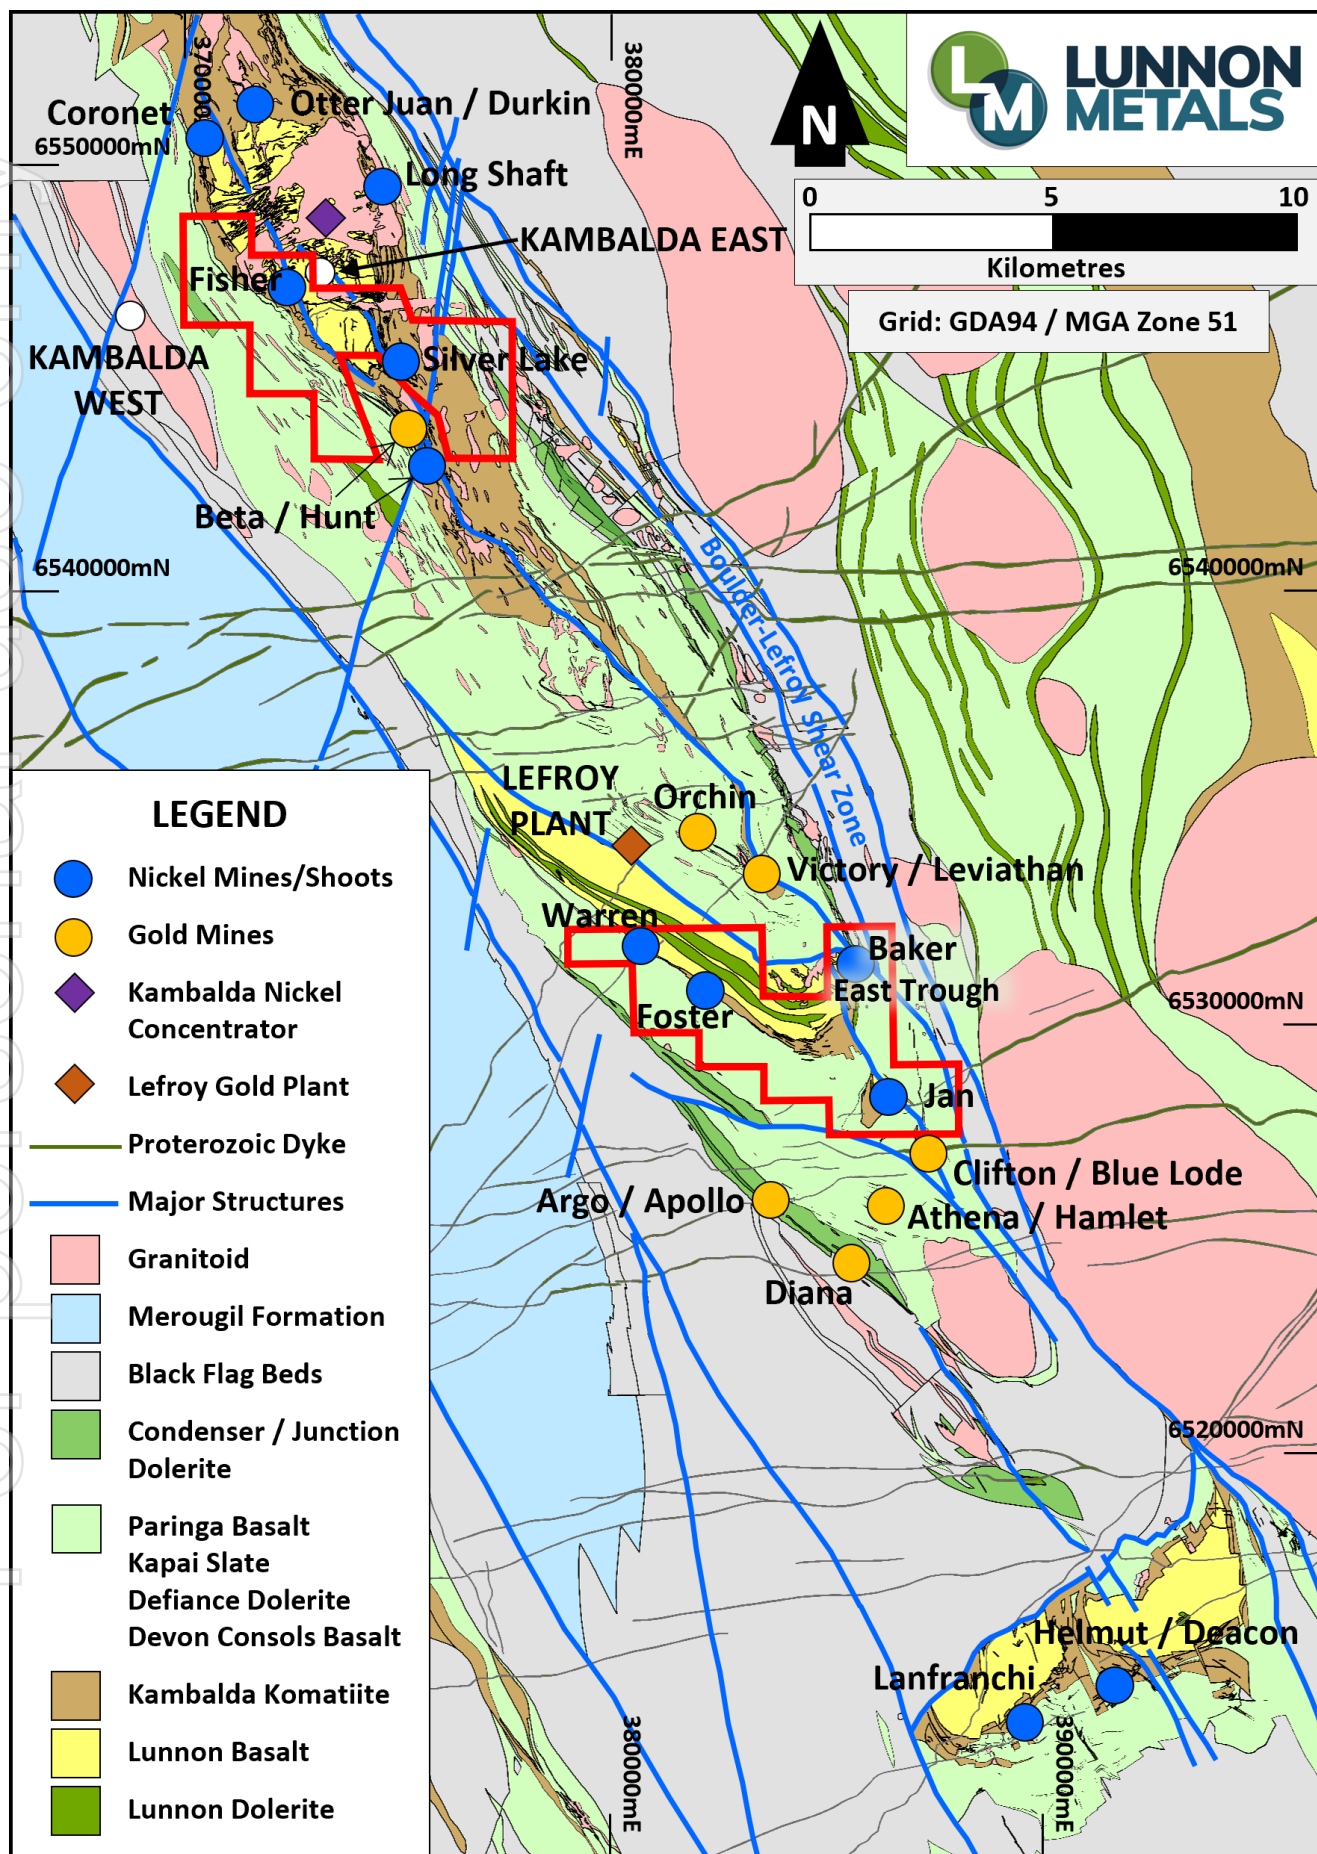 LM
LUNNON
METALS
370000
380000mE
Coronet
Otter Juan / Durkin
6550000mN
N
Long Shaft
0
5
10
Kilometres
KAMBALDA EAST
Fisher
Grid: GDA94 / MGA Zone 51
KAMBALDA
WEST
Silver Lake
Beta / Hunt
6540000mN
6540000mN
Boulder-Lefroy Shear Zone
LEFROY
PLANT
Orchin
Victory / Leviathan
Warren
Baker
East Trough
Foster
6530000mN
Jan
Clifton / Blue Lode
Argo / Apollo
Athena / Hamlet
Diana
6520000mN
Helmut / Deacon
Lanfranchi
380000mE
390000mE
LEGEND
Nickel Mines/Shoots
Gold Mines
Kambalda Nickel
Concentrator
Lefroy Gold Plant
Proterozoic Dyke
Major Structures
Granitoid
Merougil Formation
Black Flag Beds
Condenser / Junction
Dolerite
Paringa Basalt
Kapai Slate
Defiance Dolerite
Devon Consols Basalt
Kambalda Komatiite
Lunnon Basalt
Lunnon Dolerite